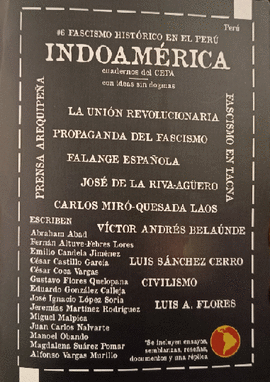 Perú
#6 FASCISMO HISTÓRICO EN EL PERÚ
INDOAMÉRICA
cuadernos del CEPA
con ideas sin dogmas
PRENSA AREQUIPEÑA
FASCISMO EN TACNA
LA UNIÓN REVOLUCIONARIA
PROPAGANDA DEL FASCISMO
FALANGE ESPAÑOLA
JOSÉ DE LA RIVA-AGÜERO
CARLOS MIRÓ-QUESADA LAOS
ESCRIBEN
Abraham Abad
Fernán Altuve-Febres Lores
Emilio Candela Jiménez
César Castillo García
César Coca Vargas
Gustavo Flores Quelopana
Eduardo González Calleja
José Ignacio López Soria
Jeremías Martínez Rodríguez
Miguel Malpica
Juan Carlos Nalvarte
Manuel Obando
Magdalena Suárez Pomar
Alfonso Vargas Murillo
VÍCTOR ANDRÉS BELAÚNDE
LUIS SÁNCHEZ CERRO
CIVILISMO
LUIS A. FLORES
*Se incluyen ensayos,
semblanzas, reseñas,
documentos y una réplica